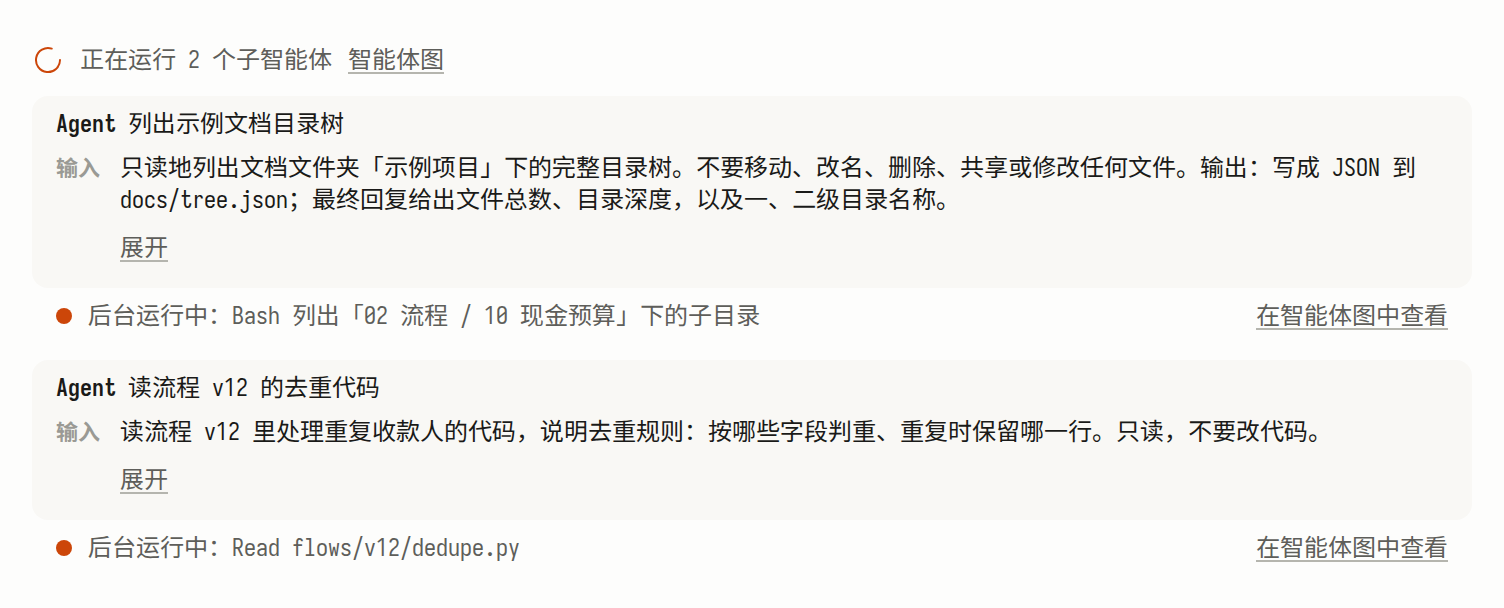 正在运行 2 个子智能体 智能体图
Agent 列出示例文档目录树
输入 只读地列出文档文件夹「示例项目」下的完整目录树。不要移动、改名、删除、共享或修改任何文件。输出：写成 JSON 到
docs/tree.json；最终回复给出文件总数、目录深度，以及一、二级目录名称。
展开
后台运行中：Bash 列出「02 流程 / 10 现金预算」下的子目录 在智能体图中查看
Agent 读流程 v12 的去重代码
输入 读流程 v12 里处理重复收款人的代码，说明去重规则：按哪些字段判重、重复时保留哪一行。只读，不要改代码。
展开
后台运行中：Read flows/v12/dedupe.py 在智能体图中查看